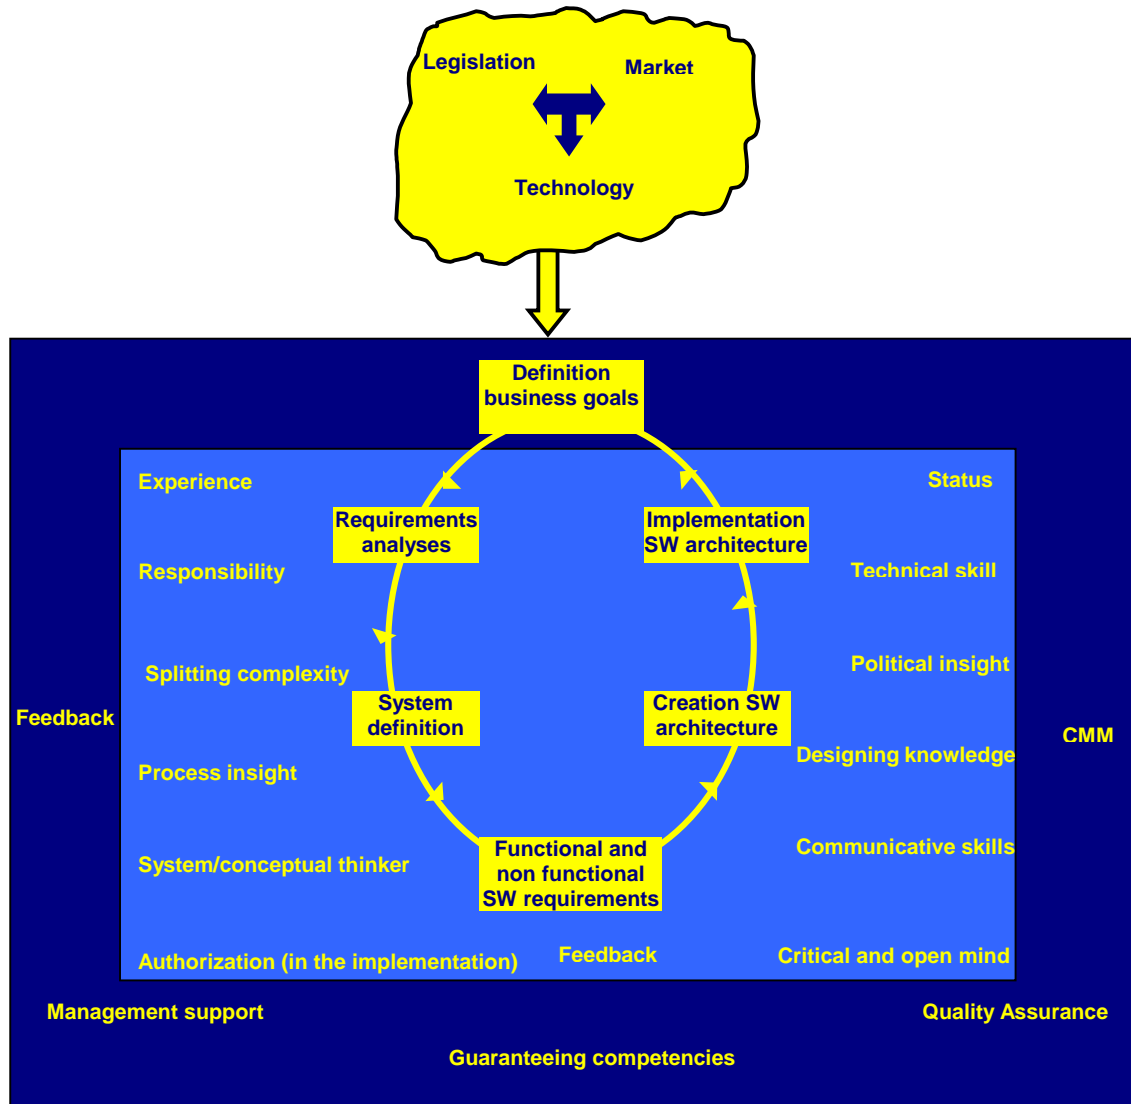 Legislation
Market
Technology
Definition
business goals
Experience
Status
Requirements
analyses
Implementation
SW architecture
Responsibility
Technical skill
Splitting complexity
Political insight
System
definition
Creation SW
architecture
Feedback
CMM
Process insight
Designing knowledge
System/conceptual thinker
Functional and
non functional
SW requirements
Communicative skills
Authorization (in the implementation)
Feedback
Critical and open mind
Management support
Quality Assurance
Guaranteeing competencies